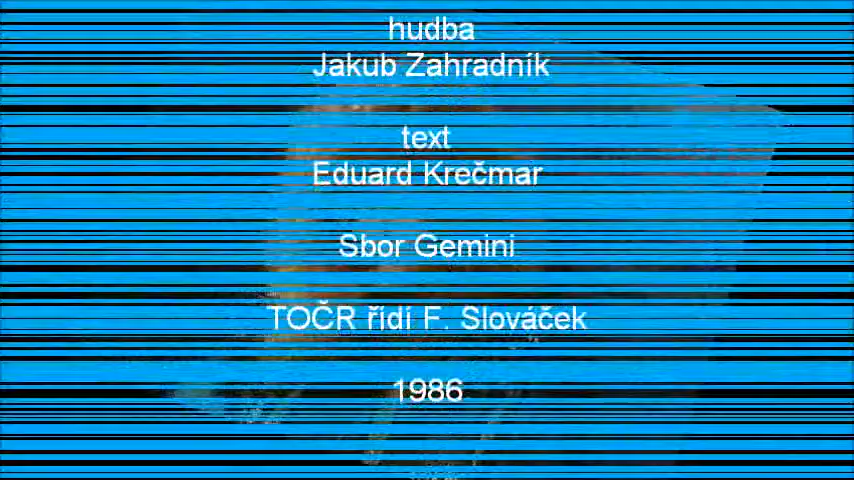 hudba
Jakub Zahradník
text
Eduard Krečmar
Sbor Gemini
TOČR řídí F. Slováček
1986